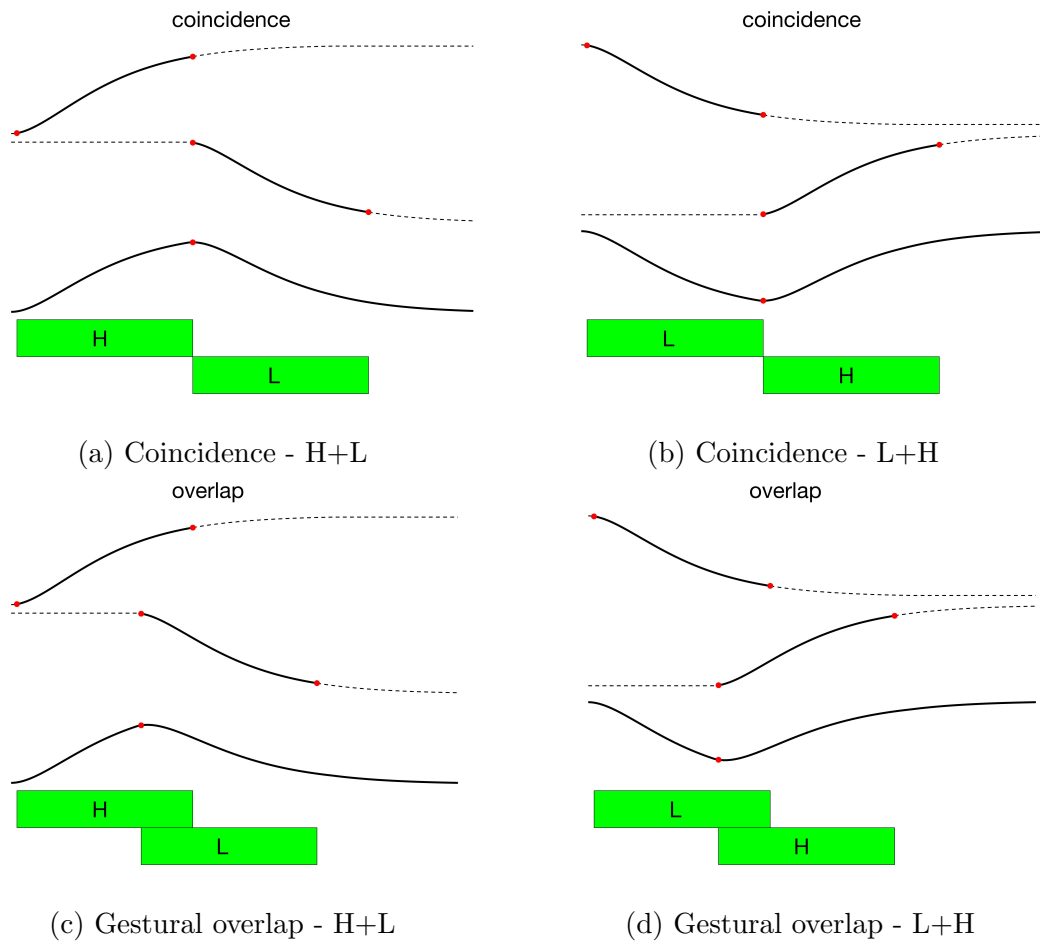 coincidence
H
L
(a) Coincidence - H+L
coincidence
L
H
(b) Coincidence - L+H
overlap
H
L
(c) Gestural overlap - H+L
overlap
L
H
(d) Gestural overlap - L+H